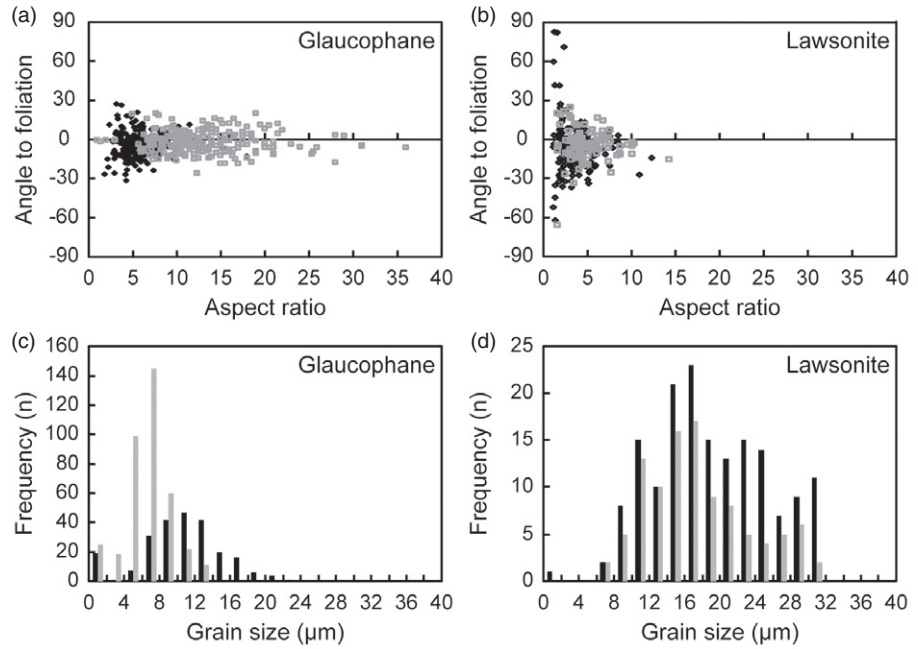 (a)
Glaucophane
90
60
30
0
-30
-60
-90
Angle to foliation
0 5 10 15 20 25 30 35 40
Aspect ratio
(b)
Lawsonite
90
60
30
0
-30
-60
-90
Angle to foliation
0 5 10 15 20 25 30 35 40
Aspect ratio
(c)
Glaucophane
160
140
120
100
80
60
40
20
0
Frequency (n)
0 4 8 12 16 20 24 28 32 36 40
Grain size (µm)
(d)
Lawsonite
25
20
15
10
5
0
Frequency (n)
0 4 8 12 16 20 24 28 32 36 40
Grain size (µm)